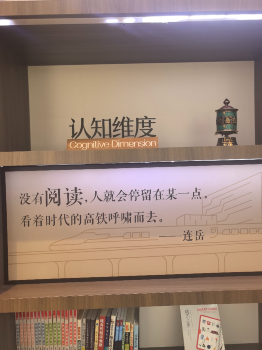 认知维度
Cognitive Dimension
没有阅读，人就会停留在某一点，
看着时代的高铁呼啸而去。
——连岳